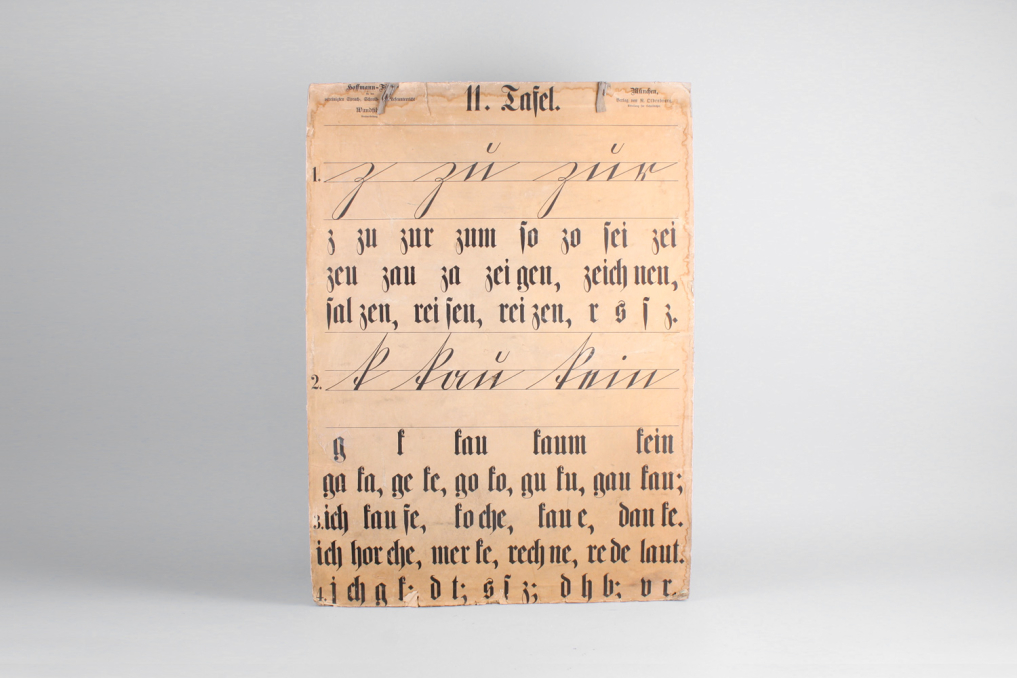 11. Tafel.
München,
1. z zu zur
z zu zur zum so zo sei zei
zen zau za zei gen, zeich nen,
sal zen, rei sen, rei zen, r s ſ z.
2. k kau kein
g k kau kaum kein
ga ka, ge ke, go ko, gu ku, gau kau;
3. ich kau fe, ko che, kau e, dan ke.
ich hor che, mer ke, rech ne, re de laut.
4. j ch g k; d t; s ſ z; d h b; v r.